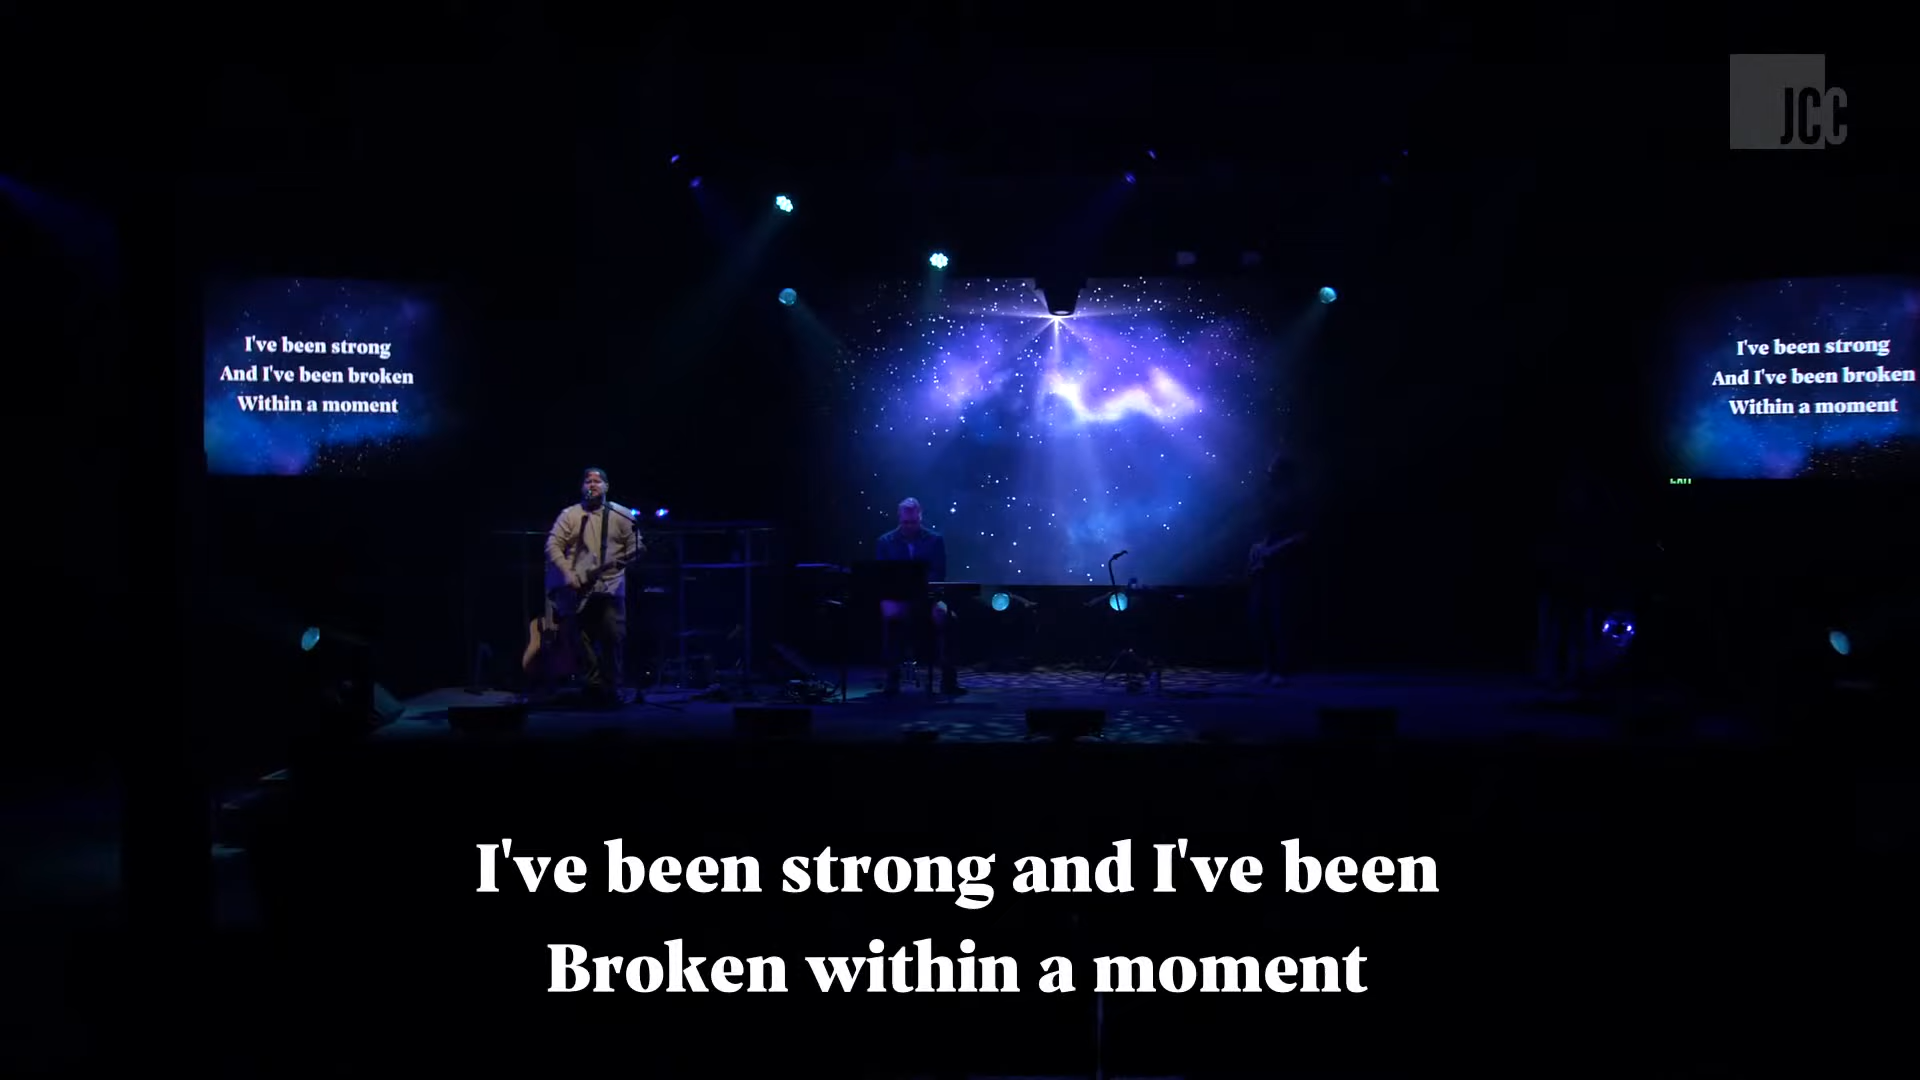 JCC
I've been strong
And I've been broken
Within a moment
I've been strong
And I've been broken
Within a moment
EXIT
I've been strong and I've been
Broken within a moment